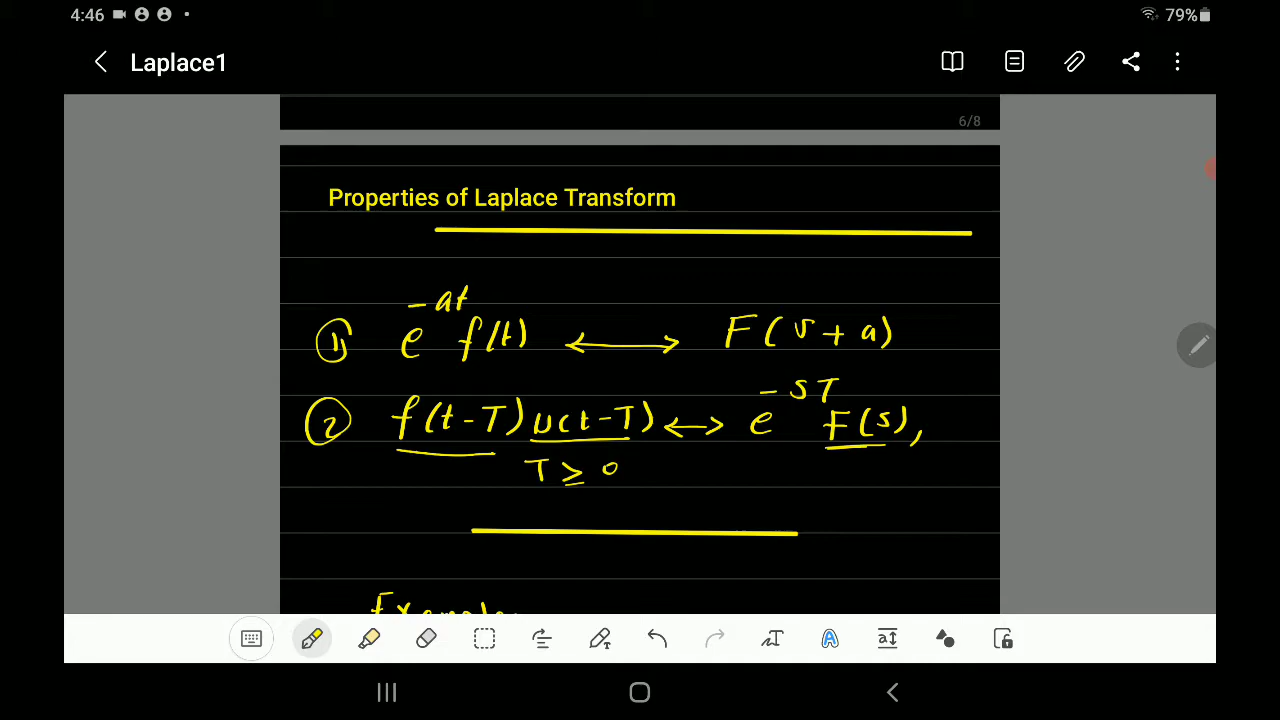 4:46
79%
Laplace1
6/8
Properties of Laplace Transform
① e^{-at} f(t) ⟷ F(s + a)
② f(t - T) u(t - T) ⟷ e^{-sT} F(s),
T ≥ 0